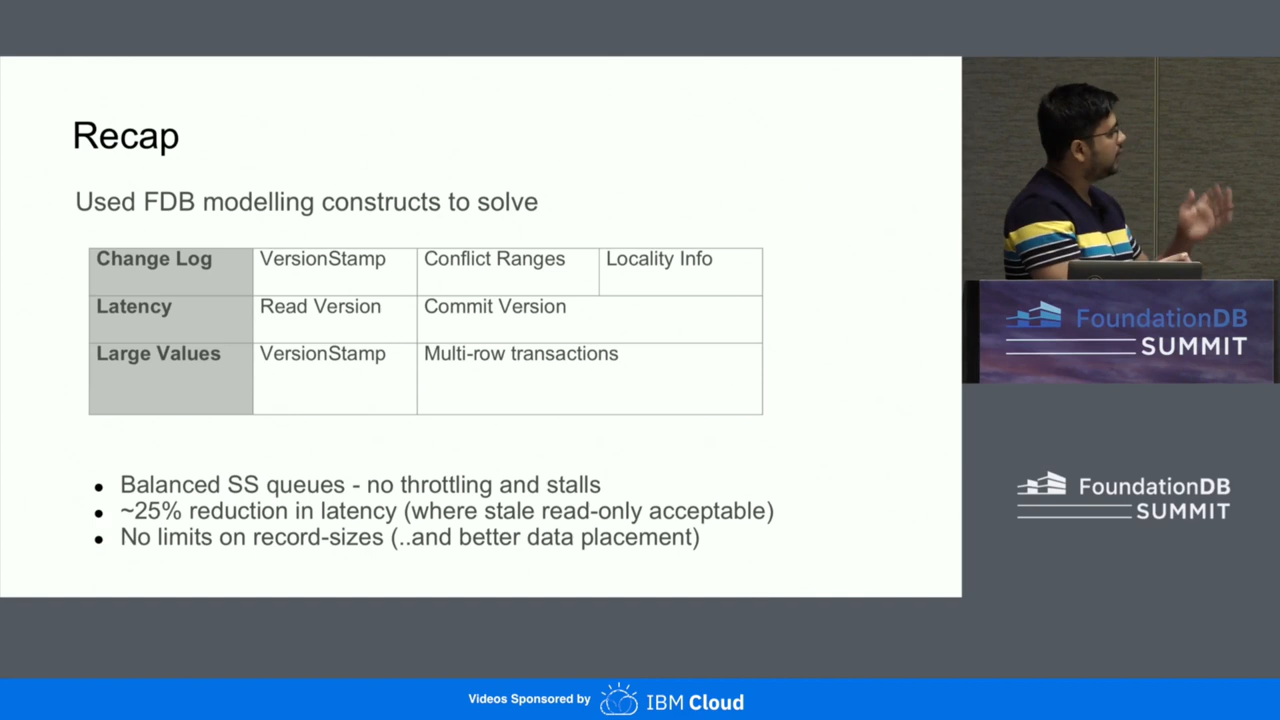 Recap
Used FDB modelling constructs to solve
Change Log VersionStamp Conflict Ranges Locality Info
Latency Read Version Commit Version
Large Values VersionStamp Multi-row transactions
● Balanced SS queues - no throttling and stalls
● ~25% reduction in latency (where stale read-only acceptable)
● No limits on record-sizes (..and better data placement)
FoundationDB
SUMMIT
FoundationDB
SUMMIT
Videos Sponsored by IBM Cloud